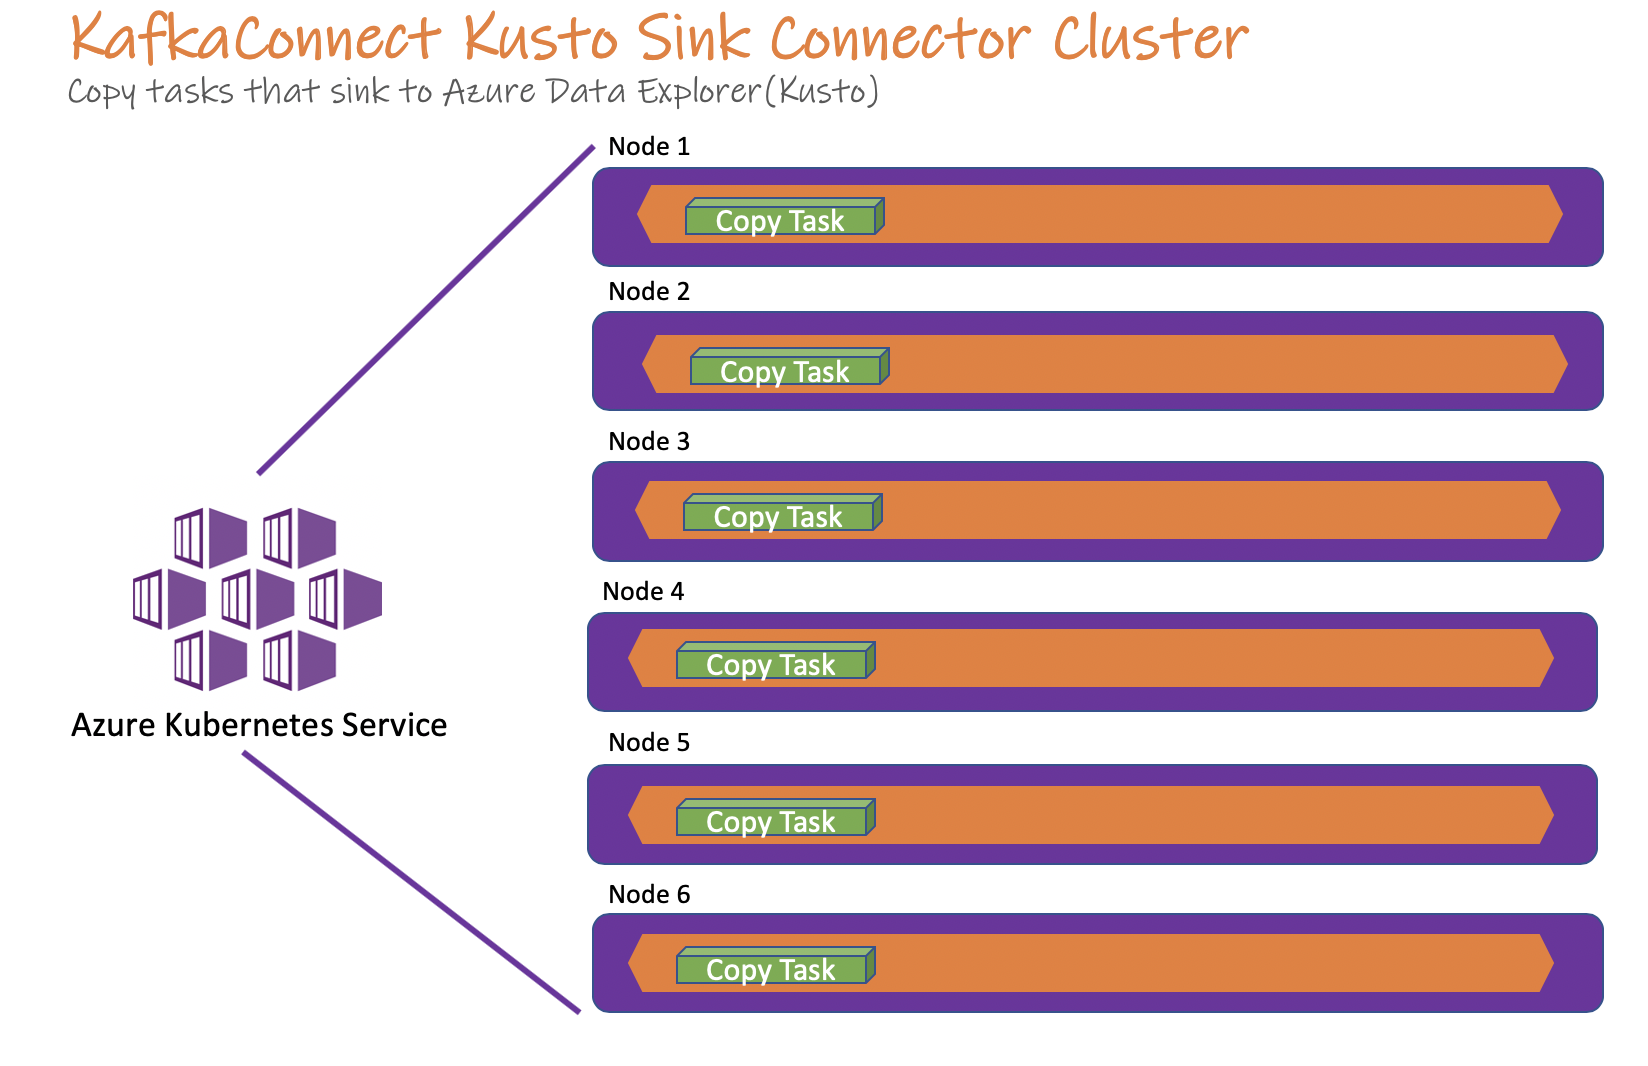 KafkaConnect Kusto Sink Connector Cluster
Copy tasks that sink to Azure Data Explorer(Kusto)
Node 1
Copy Task
Node 2
Copy Task
Node 3
Copy Task
Node 4
Copy Task
Azure Kubernetes Service
Node 5
Copy Task
Node 6
Copy Task